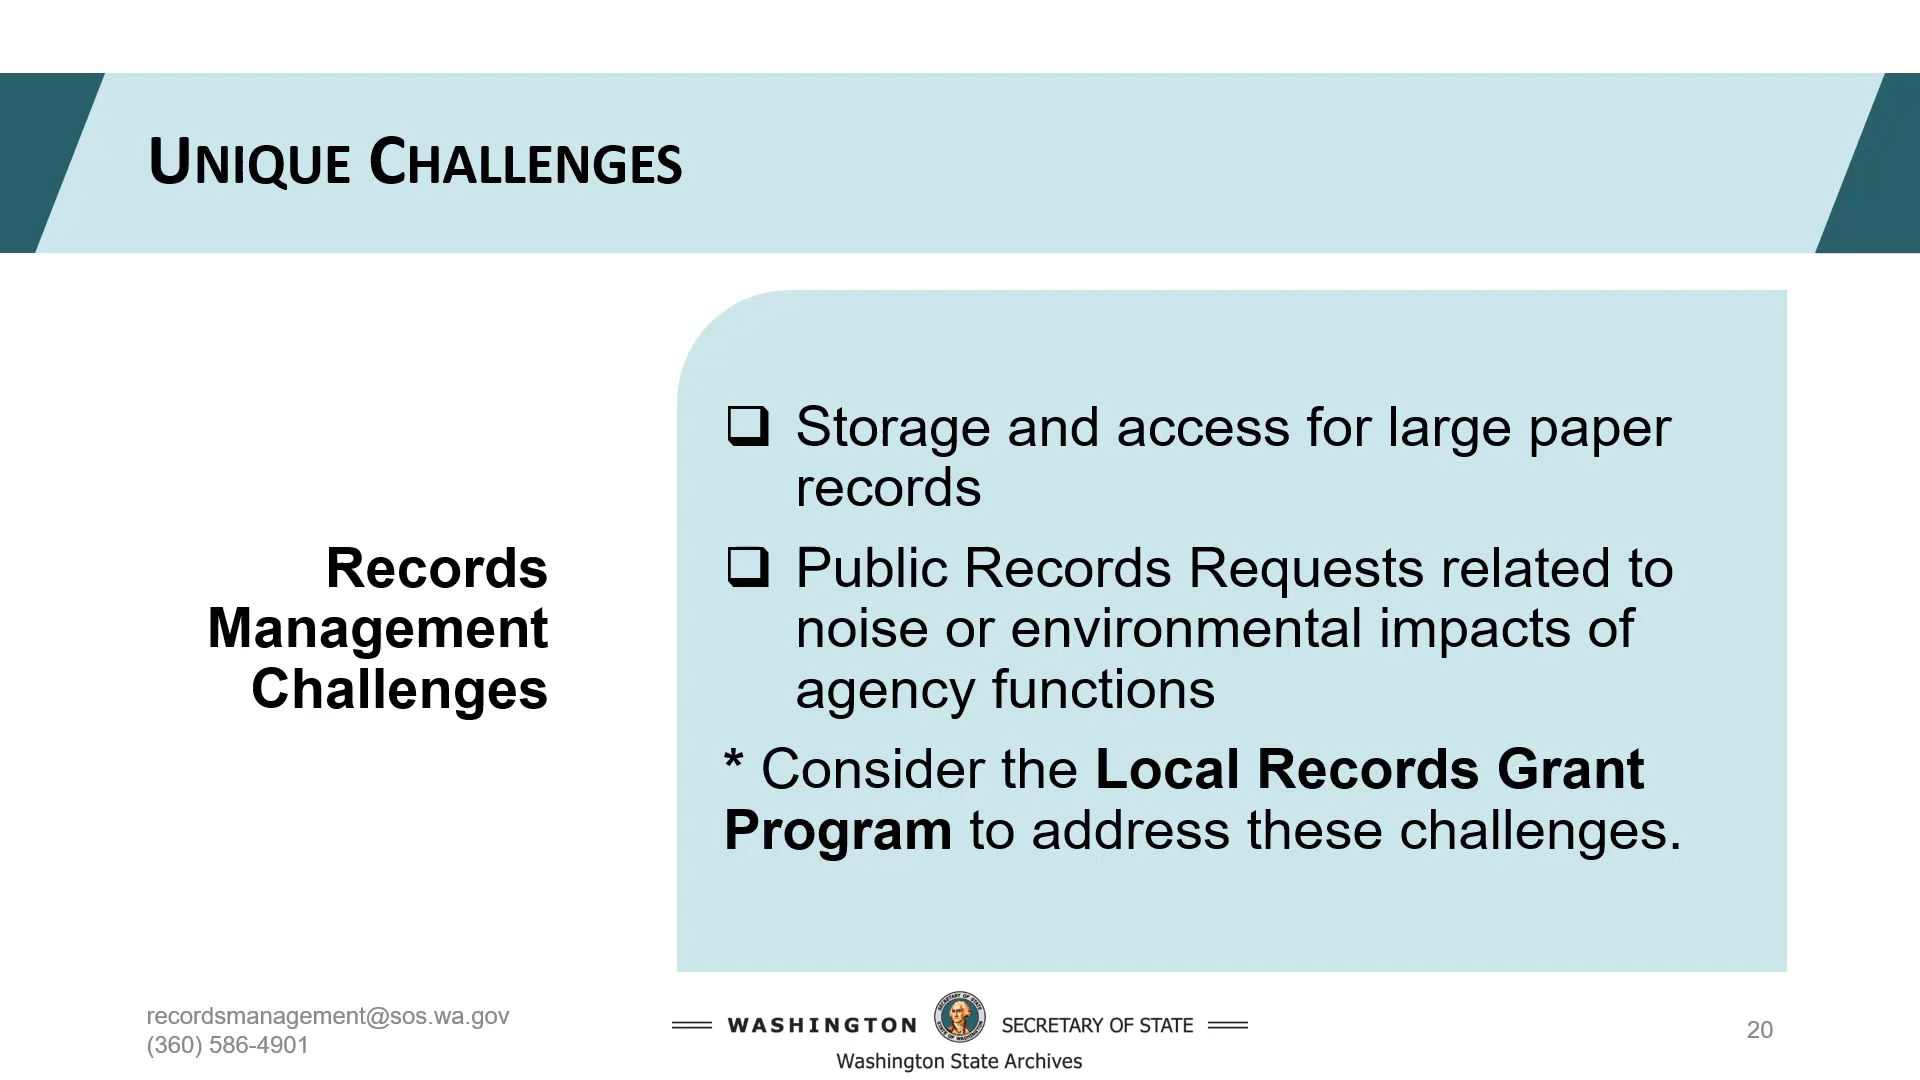 UNIQUE CHALLENGES
Records
Management
Challenges
❑ Storage and access for large paper
records
❑ Public Records Requests related to
noise or environmental impacts of
agency functions
* Consider the Local Records Grant
Program to address these challenges.
recordsmanagement@sos.wa.gov
(360) 586-4901
WASHINGTON SECRETARY OF STATE
Washington State Archives
20